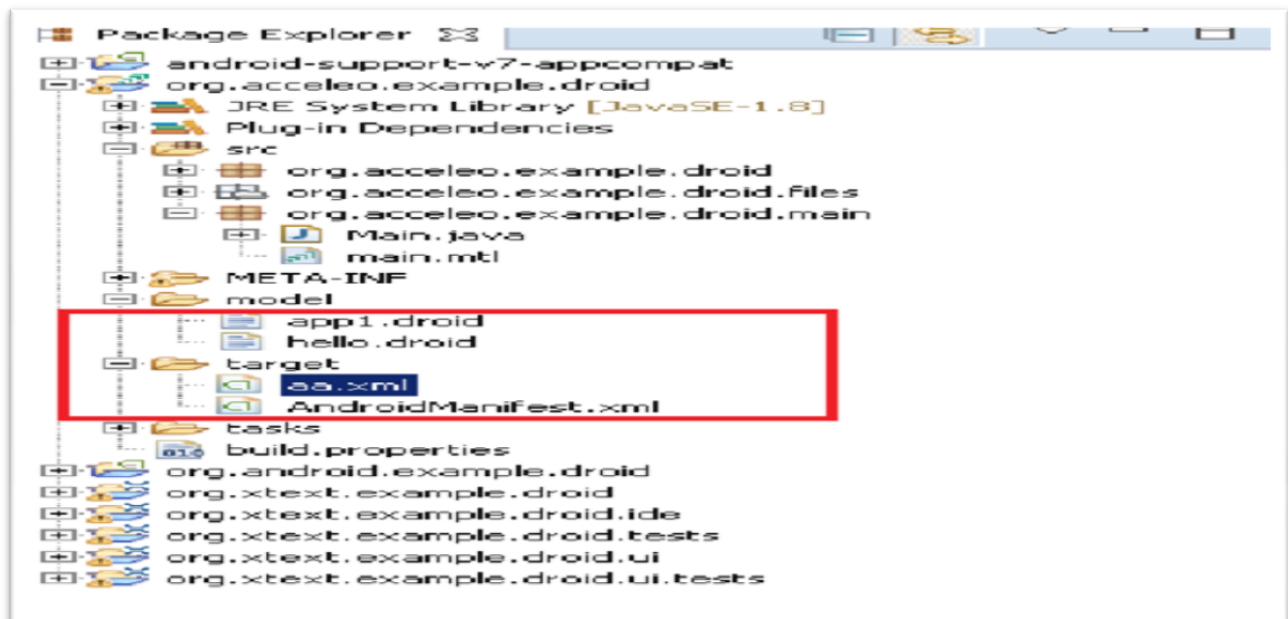 Package Explorer
android-support-v7-appcompat
org.acceleo.example.droid
JRE System Library [JavaSE-1.8]
Plug-in Dependencies
src
org.acceleo.example.droid
org.acceleo.example.droid.files
org.acceleo.example.droid.main
Main.java
main.mtl
META-INF
model
app1.droid
hello.droid
target
aa.xml
AndroidManifest.xml
tasks
build.properties
org.android.example.droid
org.xtext.example.droid
org.xtext.example.droid.ide
org.xtext.example.droid.tests
org.xtext.example.droid.ui
org.xtext.example.droid.ui.tests